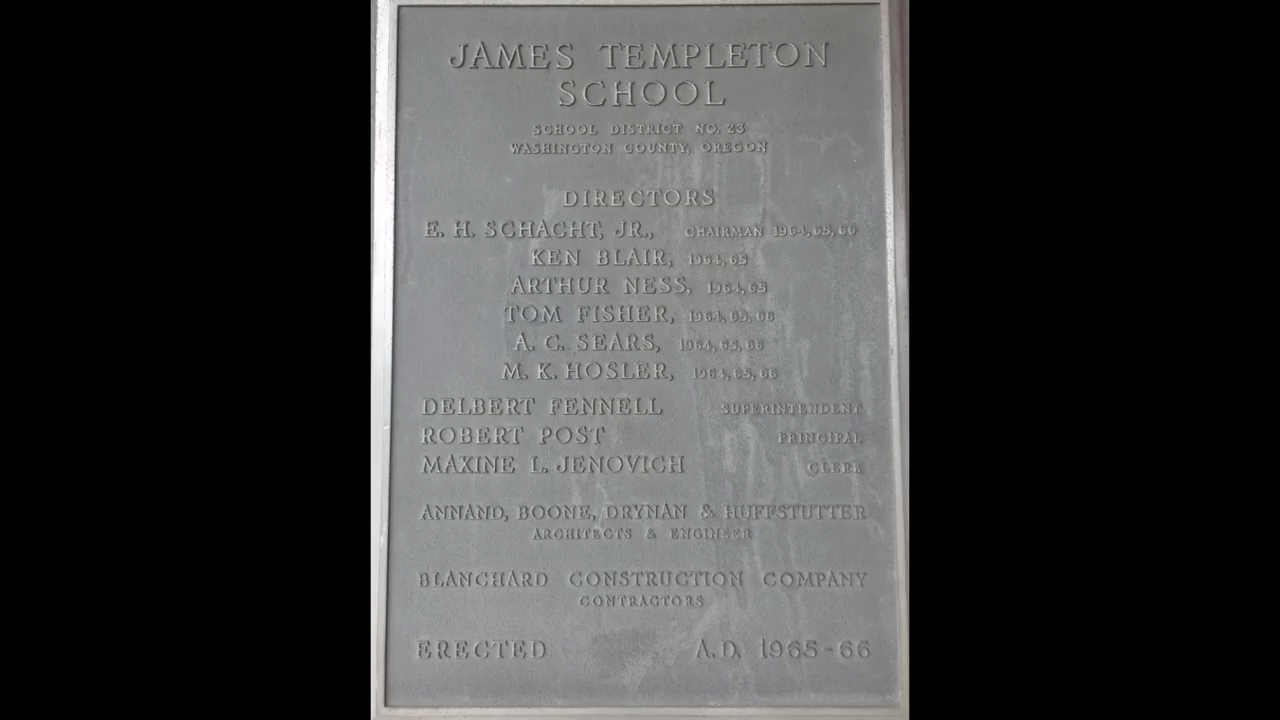 JAMES TEMPLETON
SCHOOL
SCHOOL DISTRICT NO. 23
WASHINGTON COUNTY, OREGON
DIRECTORS
E. H. SCHACHT, JR., CHAIRMAN 1964, 65, 66
KEN BLAIR, 1964, 65
ARTHUR NESS, 1964, 65
TOM FISHER, 1964, 65, 66
A. C. SEARS, 1964, 65, 66
M. K. HOSLER, 1964, 65, 66
DELBERT FENNELL SUPERINTENDENT
ROBERT POST PRINCIPAL
MAXINE L. JENOVICH CLERK
ANNAND, BOONE, DRYNAN & HUFFSTUTTER
ARCHITECTS & ENGINEER
BLANCHARD CONSTRUCTION COMPANY
CONTRACTORS
ERECTED A.D. 1965-66